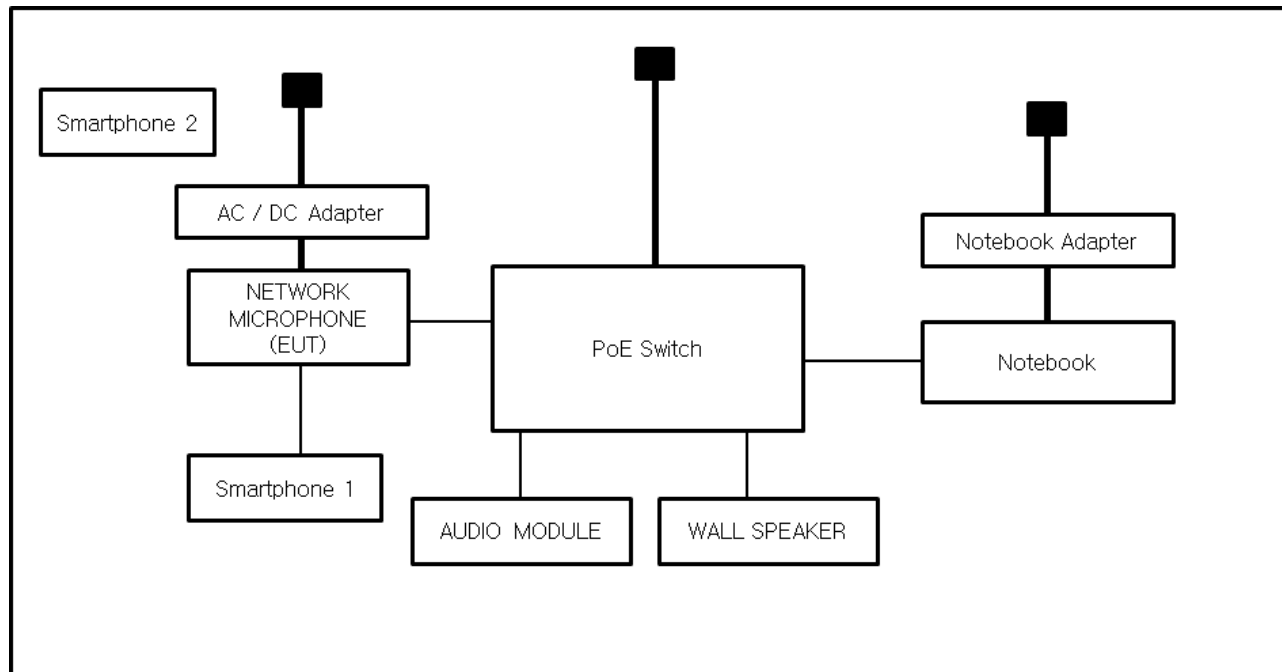 Smartphone 2
AC / DC Adapter
NETWORK
MICROPHONE
(EUT)
PoE Switch
Notebook Adapter
Notebook
Smartphone 1
AUDIO MODULE
WALL SPEAKER